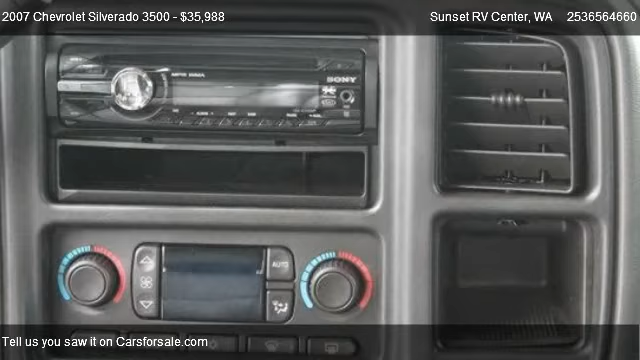 2007 Chevrolet Silverado 3500 - $35,988
Sunset RV Center, WA 2536564660
SONY
AUTO
Tell us you saw it on Carsforsale.com